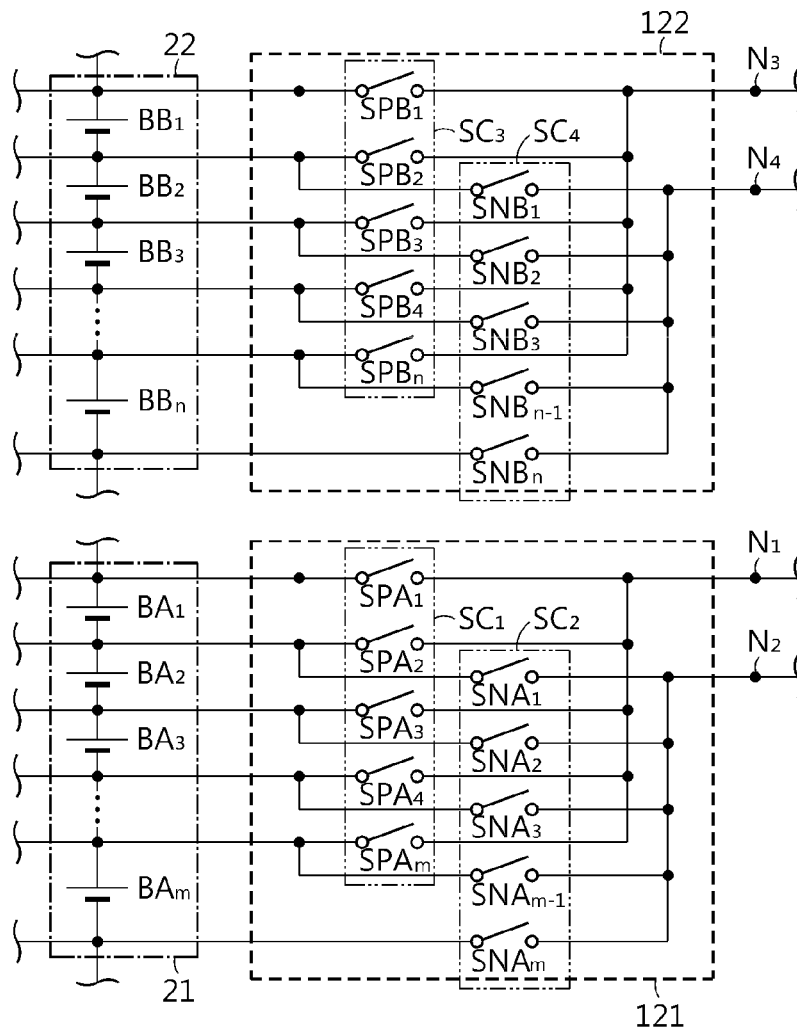 122
22
N3
BB1
SPB1
SC3
SC4
N4
BB2
SPB2
SNB1
BB3
SPB3
SNB2
SPB4
SNB3
BBn
SPBn
SNBn-1
SNBn
N1
BA1
SPA1
SC1
SC2
N2
BA2
SPA2
SNA1
BA3
SPA3
SNA2
SPA4
SNA3
BAm
SPAm
SNAm-1
SNAm
21
121